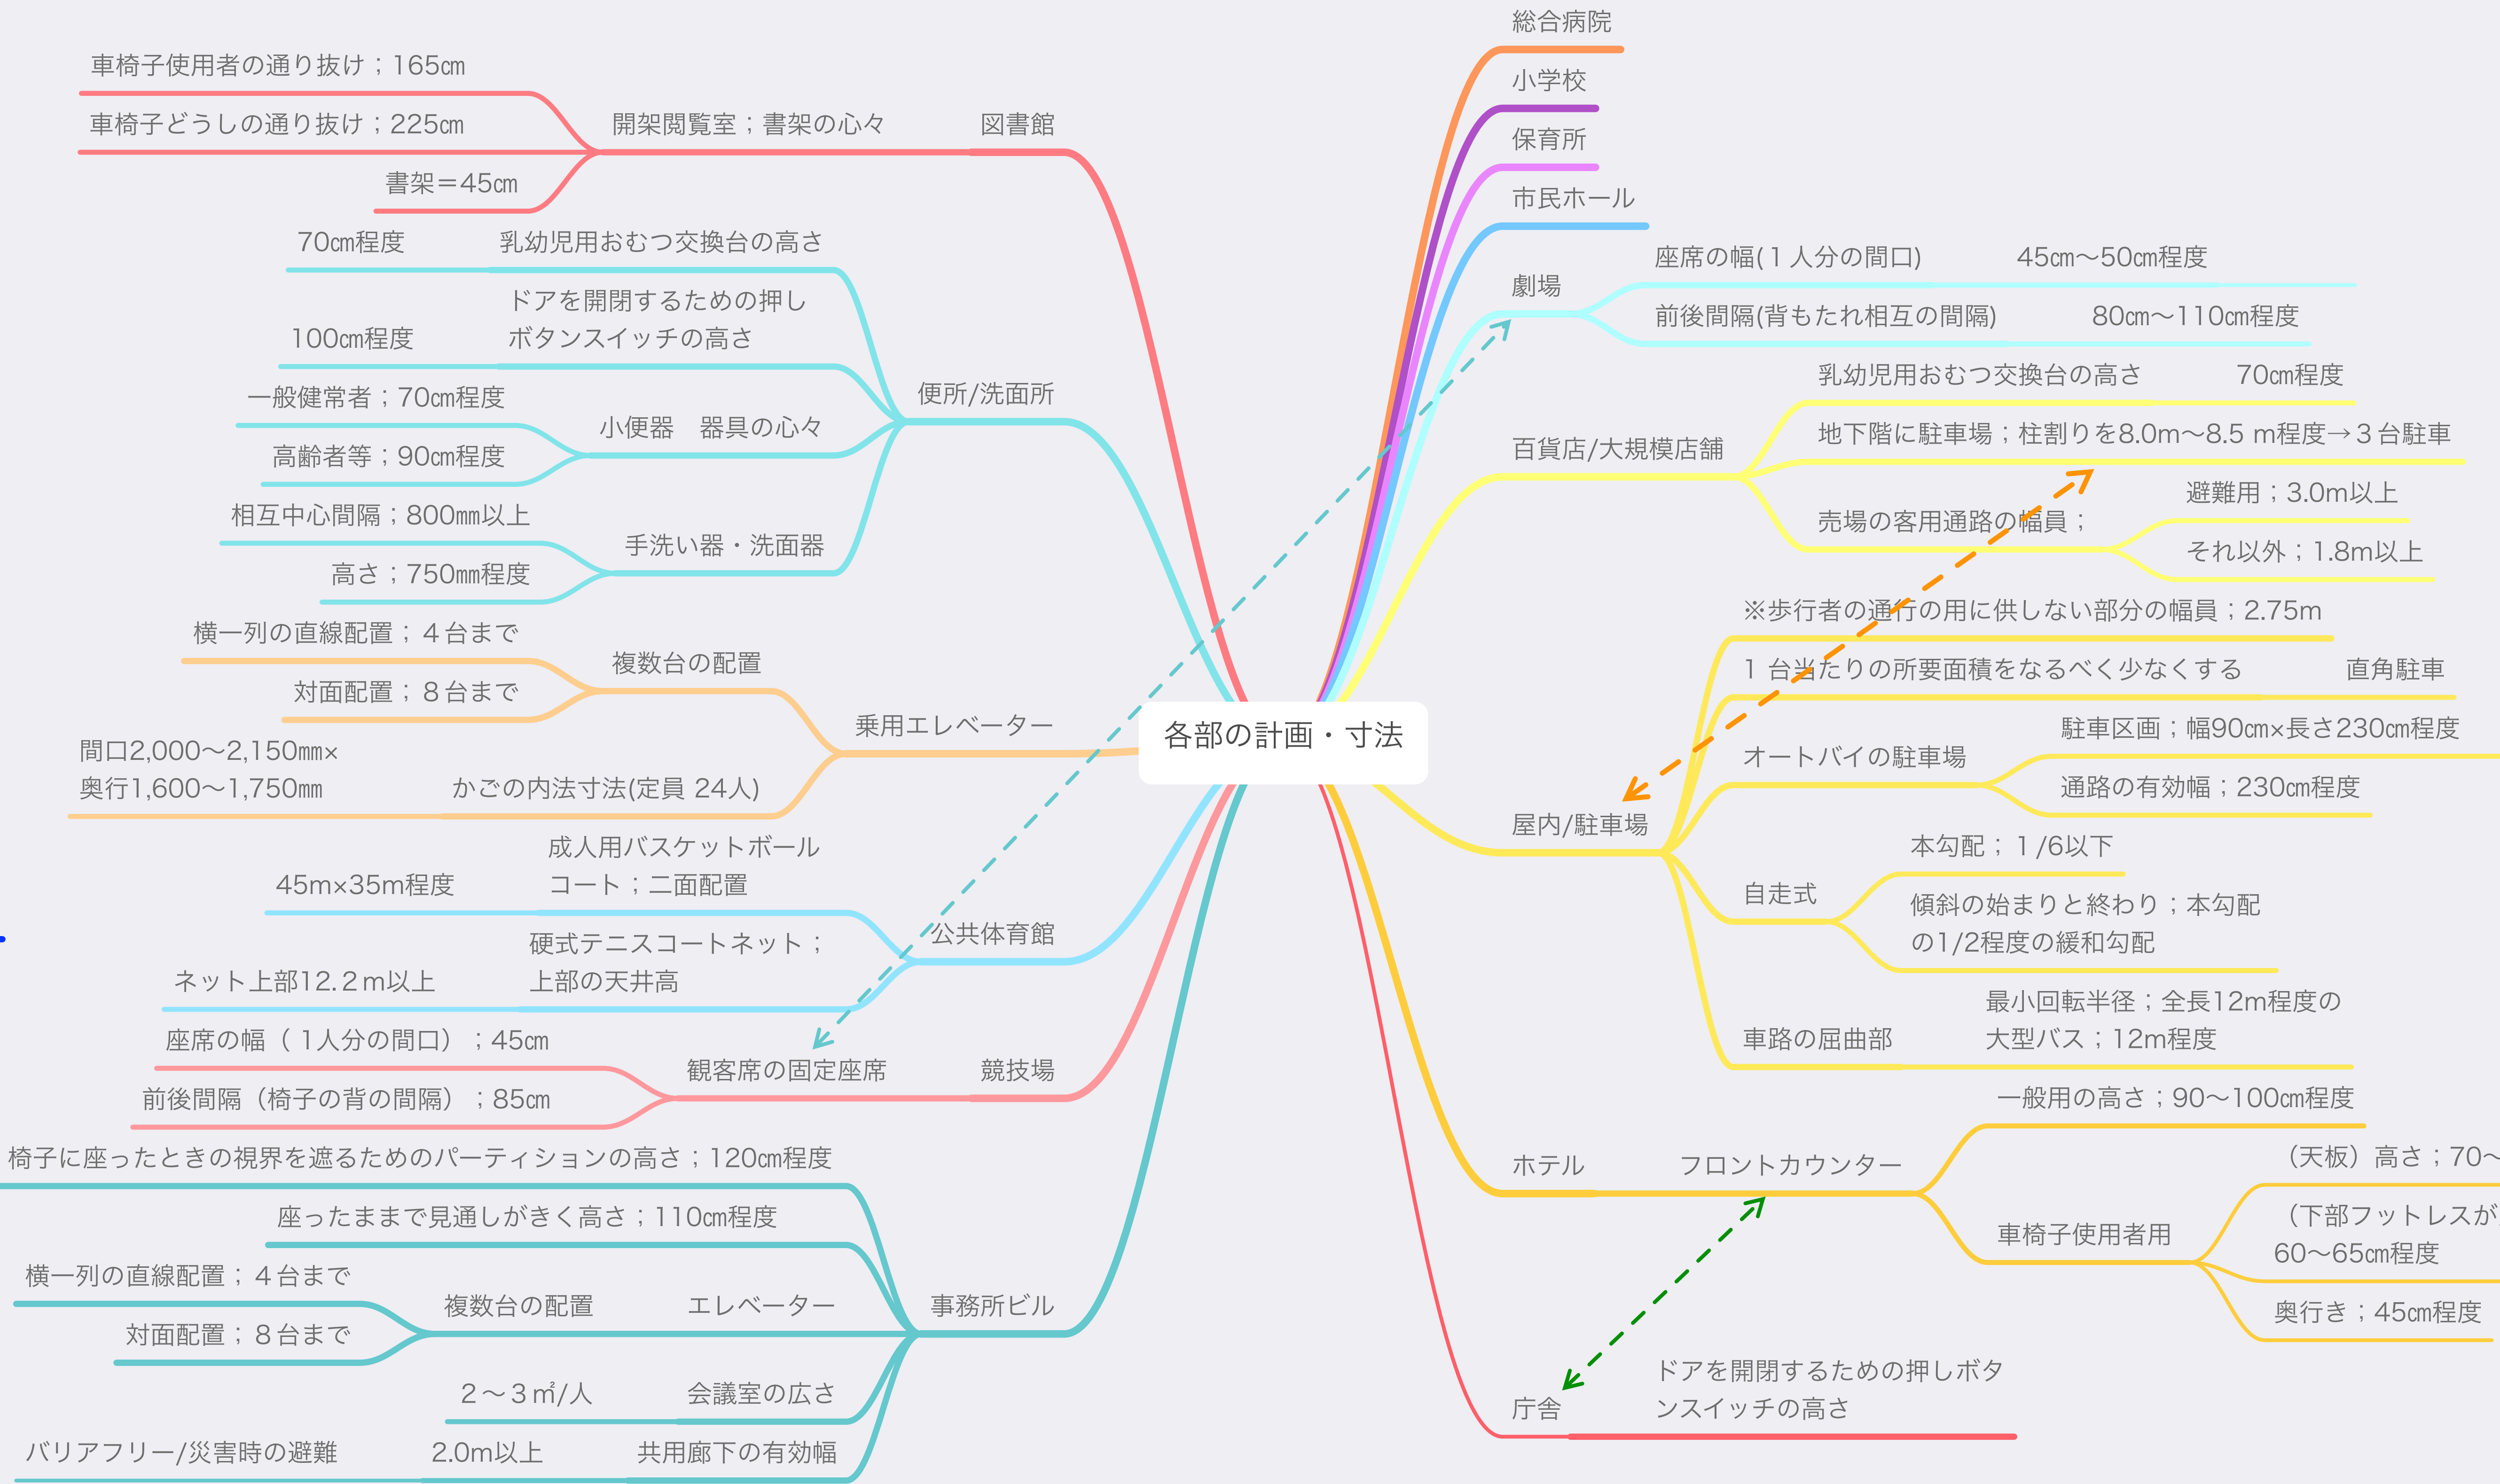 各部の計画・寸法
図書館
開架閲覧室；書架の心々
車椅子使用者の通り抜け；165㎝
車椅子どうしの通り抜け；225㎝
書架＝45㎝
便所/洗面所
乳幼児用おむつ交換台の高さ
70㎝程度
ドアを開閉するための押し
ボタンスイッチの高さ
100㎝程度
小便器　器具の心々
一般健常者；70㎝程度
高齢者等；90㎝程度
手洗い器・洗面器
相互中心間隔；800㎜以上
高さ；750㎜程度
乗用エレベーター
複数台の配置
横一列の直線配置；４台まで
対面配置；８台まで
かごの内法寸法(定員 24人)
間口2,000〜2,150㎜×
奥行1,600〜1,750㎜
公共体育館
成人用バスケットボール
コート；二面配置
45m×35m程度
硬式テニスコートネット；
上部の天井高
ネット上部12.２ｍ以上
競技場
観客席の固定座席
座席の幅（１人分の間口）；45㎝
前後間隔（椅子の背の間隔）；85㎝
事務所ビル
椅子に座ったときの視界を遮るためのパーティションの高さ；120㎝程度
座ったままで見通しがきく高さ；110㎝程度
エレベーター
複数台の配置
横一列の直線配置；４台まで
対面配置；８台まで
会議室の広さ
２〜３㎡/人
共用廊下の有効幅
2.0m以上
バリアフリー/災害時の避難
総合病院
小学校
保育所
市民ホール
劇場
座席の幅(１人分の間口)
45㎝〜50㎝程度
前後間隔(背もたれ相互の間隔)
80㎝〜110㎝程度
百貨店/大規模店舗
乳幼児用おむつ交換台の高さ
70㎝程度
地下階に駐車場；柱割りを8.0m〜8.5 m程度→３台駐車
売場の客用通路の幅員；
避難用；3.0m以上
それ以外；1.8m以上
屋内/駐車場
※歩行者の通行の用に供しない部分の幅員；2.75m
１台当たりの所要面積をなるべく少なくする
直角駐車
オートバイの駐車場
駐車区画；幅90㎝×長さ230㎝程度
通路の有効幅；230㎝程度
自走式
本勾配；１/6以下
傾斜の始まりと終わり；本勾配
の1/2程度の緩和勾配
車路の屈曲部
最小回転半径；全長12m程度の
大型バス；12m程度
ホテル
フロントカウンター
一般用の高さ；90〜100㎝程度
車椅子使用者用
（天板）高さ；70〜
（下部フットレスが
60〜65㎝程度
奥行き；45㎝程度
庁舎
ドアを開閉するための押しボタ
ンスイッチの高さ